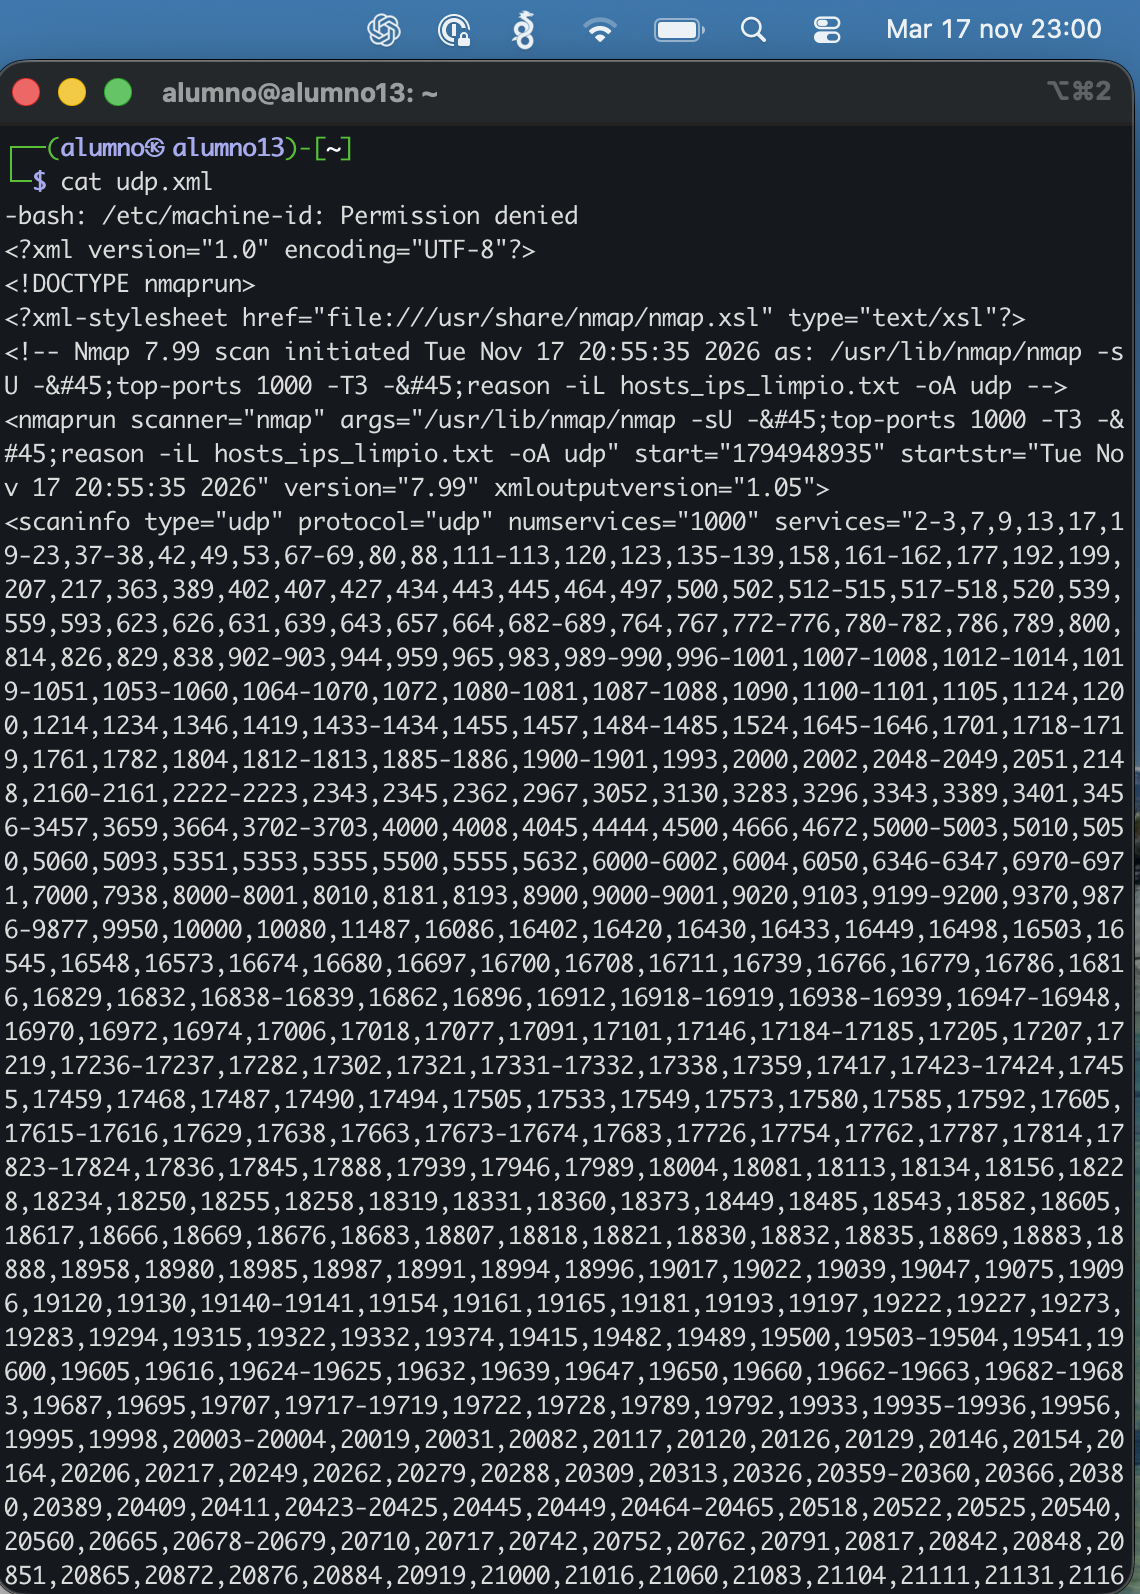 Mar 17 nov 23:00
alumno@alumno13: ~
⌥⌘2
┌──(alumno㉿ alumno13)-[~]
└─$ cat udp.xml
-bash: /etc/machine-id: Permission denied
<?xml version="1.0" encoding="UTF-8"?>
<!DOCTYPE nmaprun>
<?xml-stylesheet href="file:///usr/share/nmap/nmap.xsl" type="text/xsl"?>
<!-- Nmap 7.99 scan initiated Tue Nov 17 20:55:35 2026 as: /usr/lib/nmap/nmap -s
U -&#45;top-ports 1000 -T3 -&#45;reason -iL hosts_ips_limpio.txt -oA udp -->
<nmaprun scanner="nmap" args="/usr/lib/nmap/nmap -sU -&#45;top-ports 1000 -T3 -&
#45;reason -iL hosts_ips_limpio.txt -oA udp" start="1794948935" startstr="Tue No
v 17 20:55:35 2026" version="7.99" xmloutputversion="1.05">
<scaninfo type="udp" protocol="udp" numservices="1000" services="2-3,7,9,13,17,1
9-23,37-38,42,49,53,67-69,80,88,111-113,120,123,135-139,158,161-162,177,192,199,
207,217,363,389,402,407,427,434,443,445,464,497,500,502,512-515,517-518,520,539,
559,593,623,626,631,639,643,657,664,682-689,764,767,772-776,780-782,786,789,800,
814,826,829,838,902-903,944,959,965,983,989-990,996-1001,1007-1008,1012-1014,101
9-1051,1053-1060,1064-1070,1072,1080-1081,1087-1088,1090,1100-1101,1105,1124,120
0,1214,1234,1346,1419,1433-1434,1455,1457,1484-1485,1524,1645-1646,1701,1718-171
9,1761,1782,1804,1812-1813,1885-1886,1900-1901,1993,2000,2002,2048-2049,2051,214
8,2160-2161,2222-2223,2343,2345,2362,2967,3052,3130,3283,3296,3343,3389,3401,345
6-3457,3659,3664,3702-3703,4000,4008,4045,4444,4500,4666,4672,5000-5003,5010,505
0,5060,5093,5351,5353,5355,5500,5555,5632,6000-6002,6004,6050,6346-6347,6970-697
1,7000,7938,8000-8001,8010,8181,8193,8900,9000-9001,9020,9103,9199-9200,9370,987
6-9877,9950,10000,10080,11487,16086,16402,16420,16430,16433,16449,16498,16503,16
545,16548,16573,16674,16680,16697,16700,16708,16711,16739,16766,16779,16786,1681
6,16829,16832,16838-16839,16862,16896,16912,16918-16919,16938-16939,16947-16948,
16970,16972,16974,17006,17018,17077,17091,17101,17146,17184-17185,17205,17207,17
219,17236-17237,17282,17302,17321,17331-17332,17338,17359,17417,17423-17424,1745
5,17459,17468,17487,17490,17494,17505,17533,17549,17573,17580,17585,17592,17605,
17615-17616,17629,17638,17663,17673-17674,17683,17726,17754,17762,17787,17814,17
823-17824,17836,17845,17888,17939,17946,17989,18004,18081,18113,18134,18156,1822
8,18234,18250,18255,18258,18319,18331,18360,18373,18449,18485,18543,18582,18605,
18617,18666,18669,18676,18683,18807,18818,18821,18830,18832,18835,18869,18883,18
888,18958,18980,18985,18987,18991,18994,18996,19017,19022,19039,19047,19075,1909
6,19120,19130,19140-19141,19154,19161,19165,19181,19193,19197,19222,19227,19273,
19283,19294,19315,19322,19332,19374,19415,19482,19489,19500,19503-19504,19541,19
600,19605,19616,19624-19625,19632,19639,19647,19650,19660,19662-19663,19682-1968
3,19687,19695,19707,19717-19719,19722,19728,19789,19792,19933,19935-19936,19956,
19995,19998,20003-20004,20019,20031,20082,20117,20120,20126,20129,20146,20154,20
164,20206,20217,20249,20262,20279,20288,20309,20313,20326,20359-20360,20366,2038
0,20389,20409,20411,20423-20425,20445,20449,20464-20465,20518,20522,20525,20540,
20560,20665,20678-20679,20710,20717,20742,20752,20762,20791,20817,20842,20848,20
851,20865,20872,20876,20884,20919,21000,21016,21060,21083,21104,21111,21131,2116